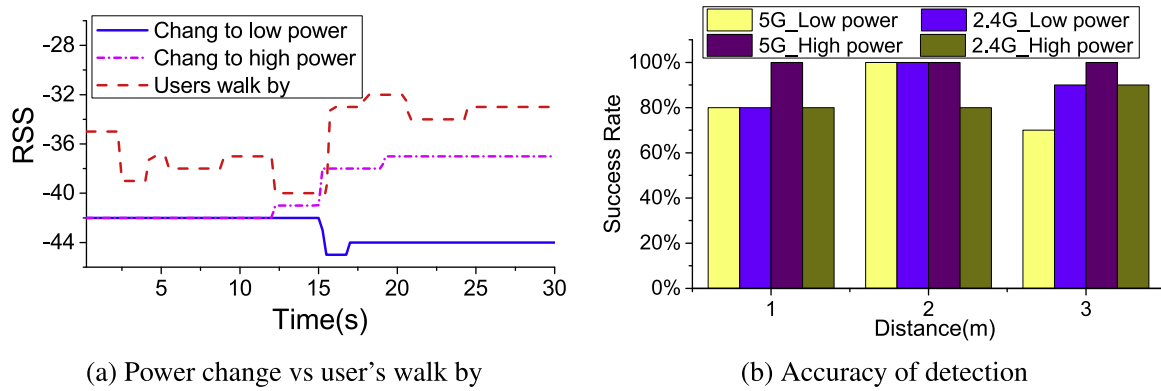 -28
-32
-36
-40
-44
RSS
Chang to low power
Chang to high power
Users walk by
5 10 15 20 25 30
Time(s)
(a) Power change vs user's walk by
5G_Low power 2.4G_Low power
5G_High power 2.4G_High power
100%
80%
60%
40%
20%
0%
Success Rate
1 2 3
Distance(m)
(b) Accuracy of detection